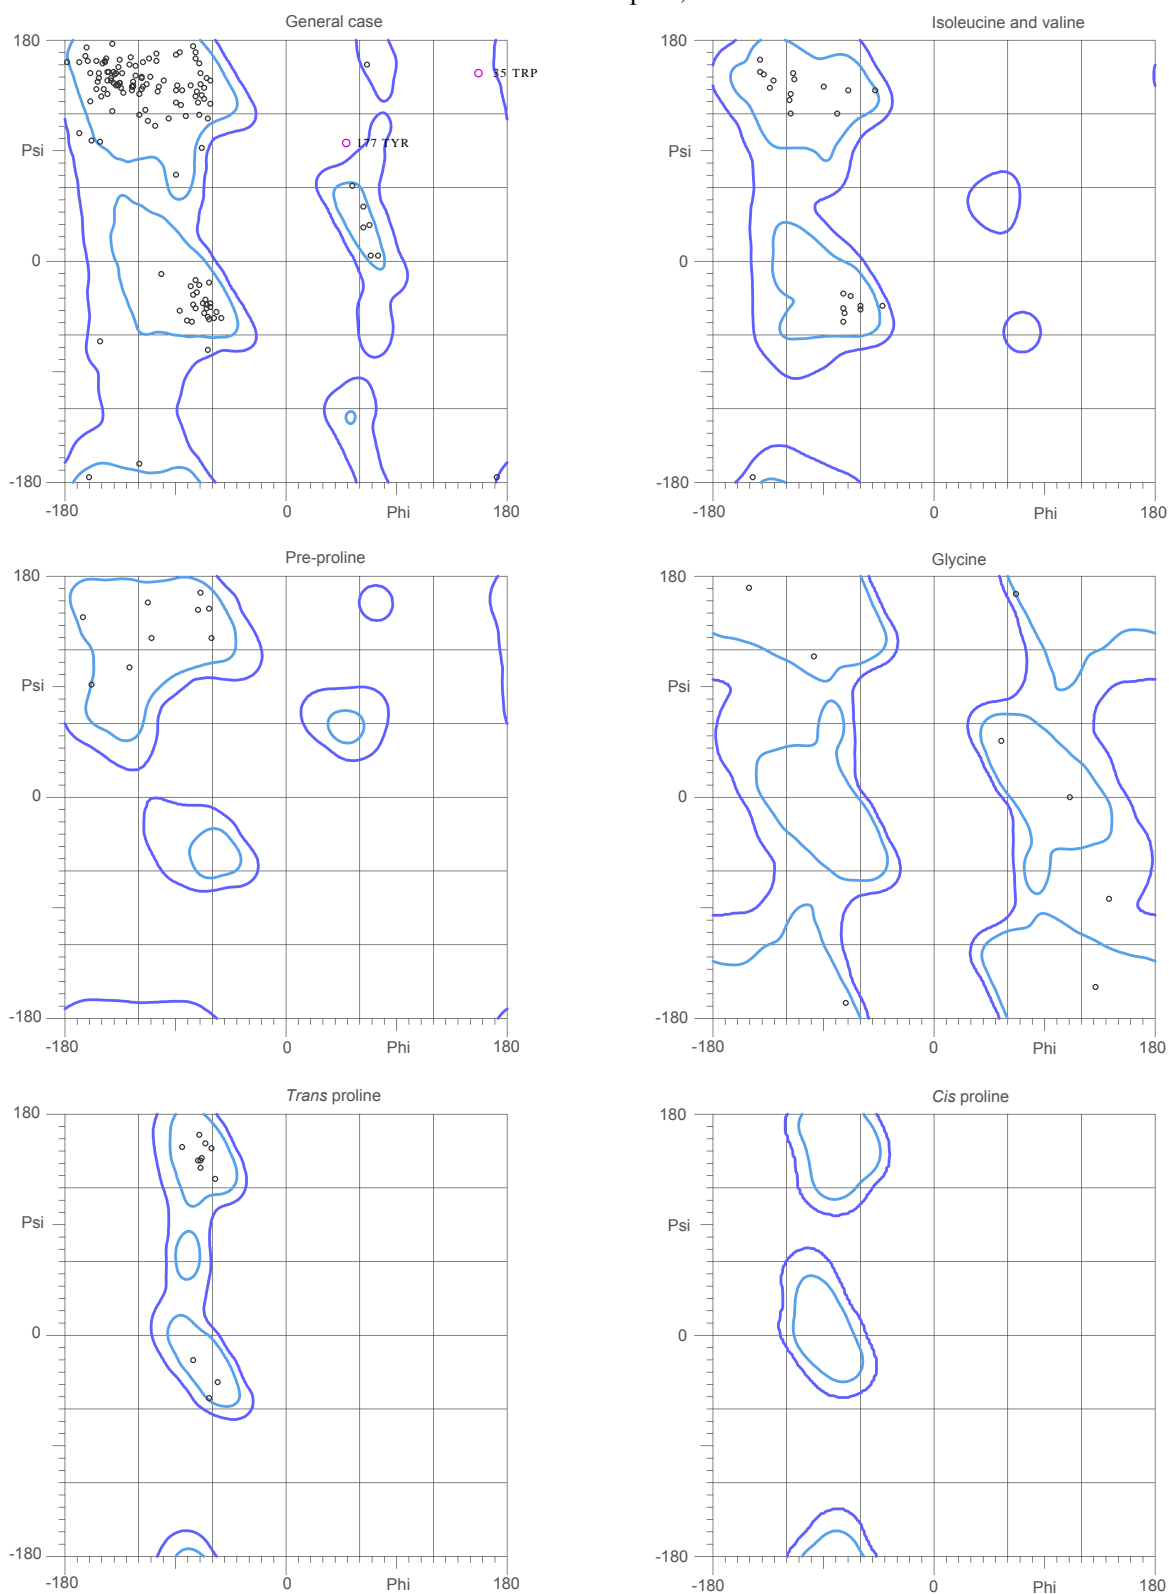 General case
Isoleucine and valine
180
180
35 TRP
177 TYR
Psi
Psi
0
0
-180
-180
-180
0
Phi
180
-180
0
Phi
180
Pre-proline
Glycine
180
180
Psi
Psi
0
0
-180
-180
-180
0
Phi
180
-180
0
Phi
180
Trans proline
Cis proline
180
180
Psi
Psi
0
0
-180
-180
-180
0
Phi
180
-180
0
Phi
180